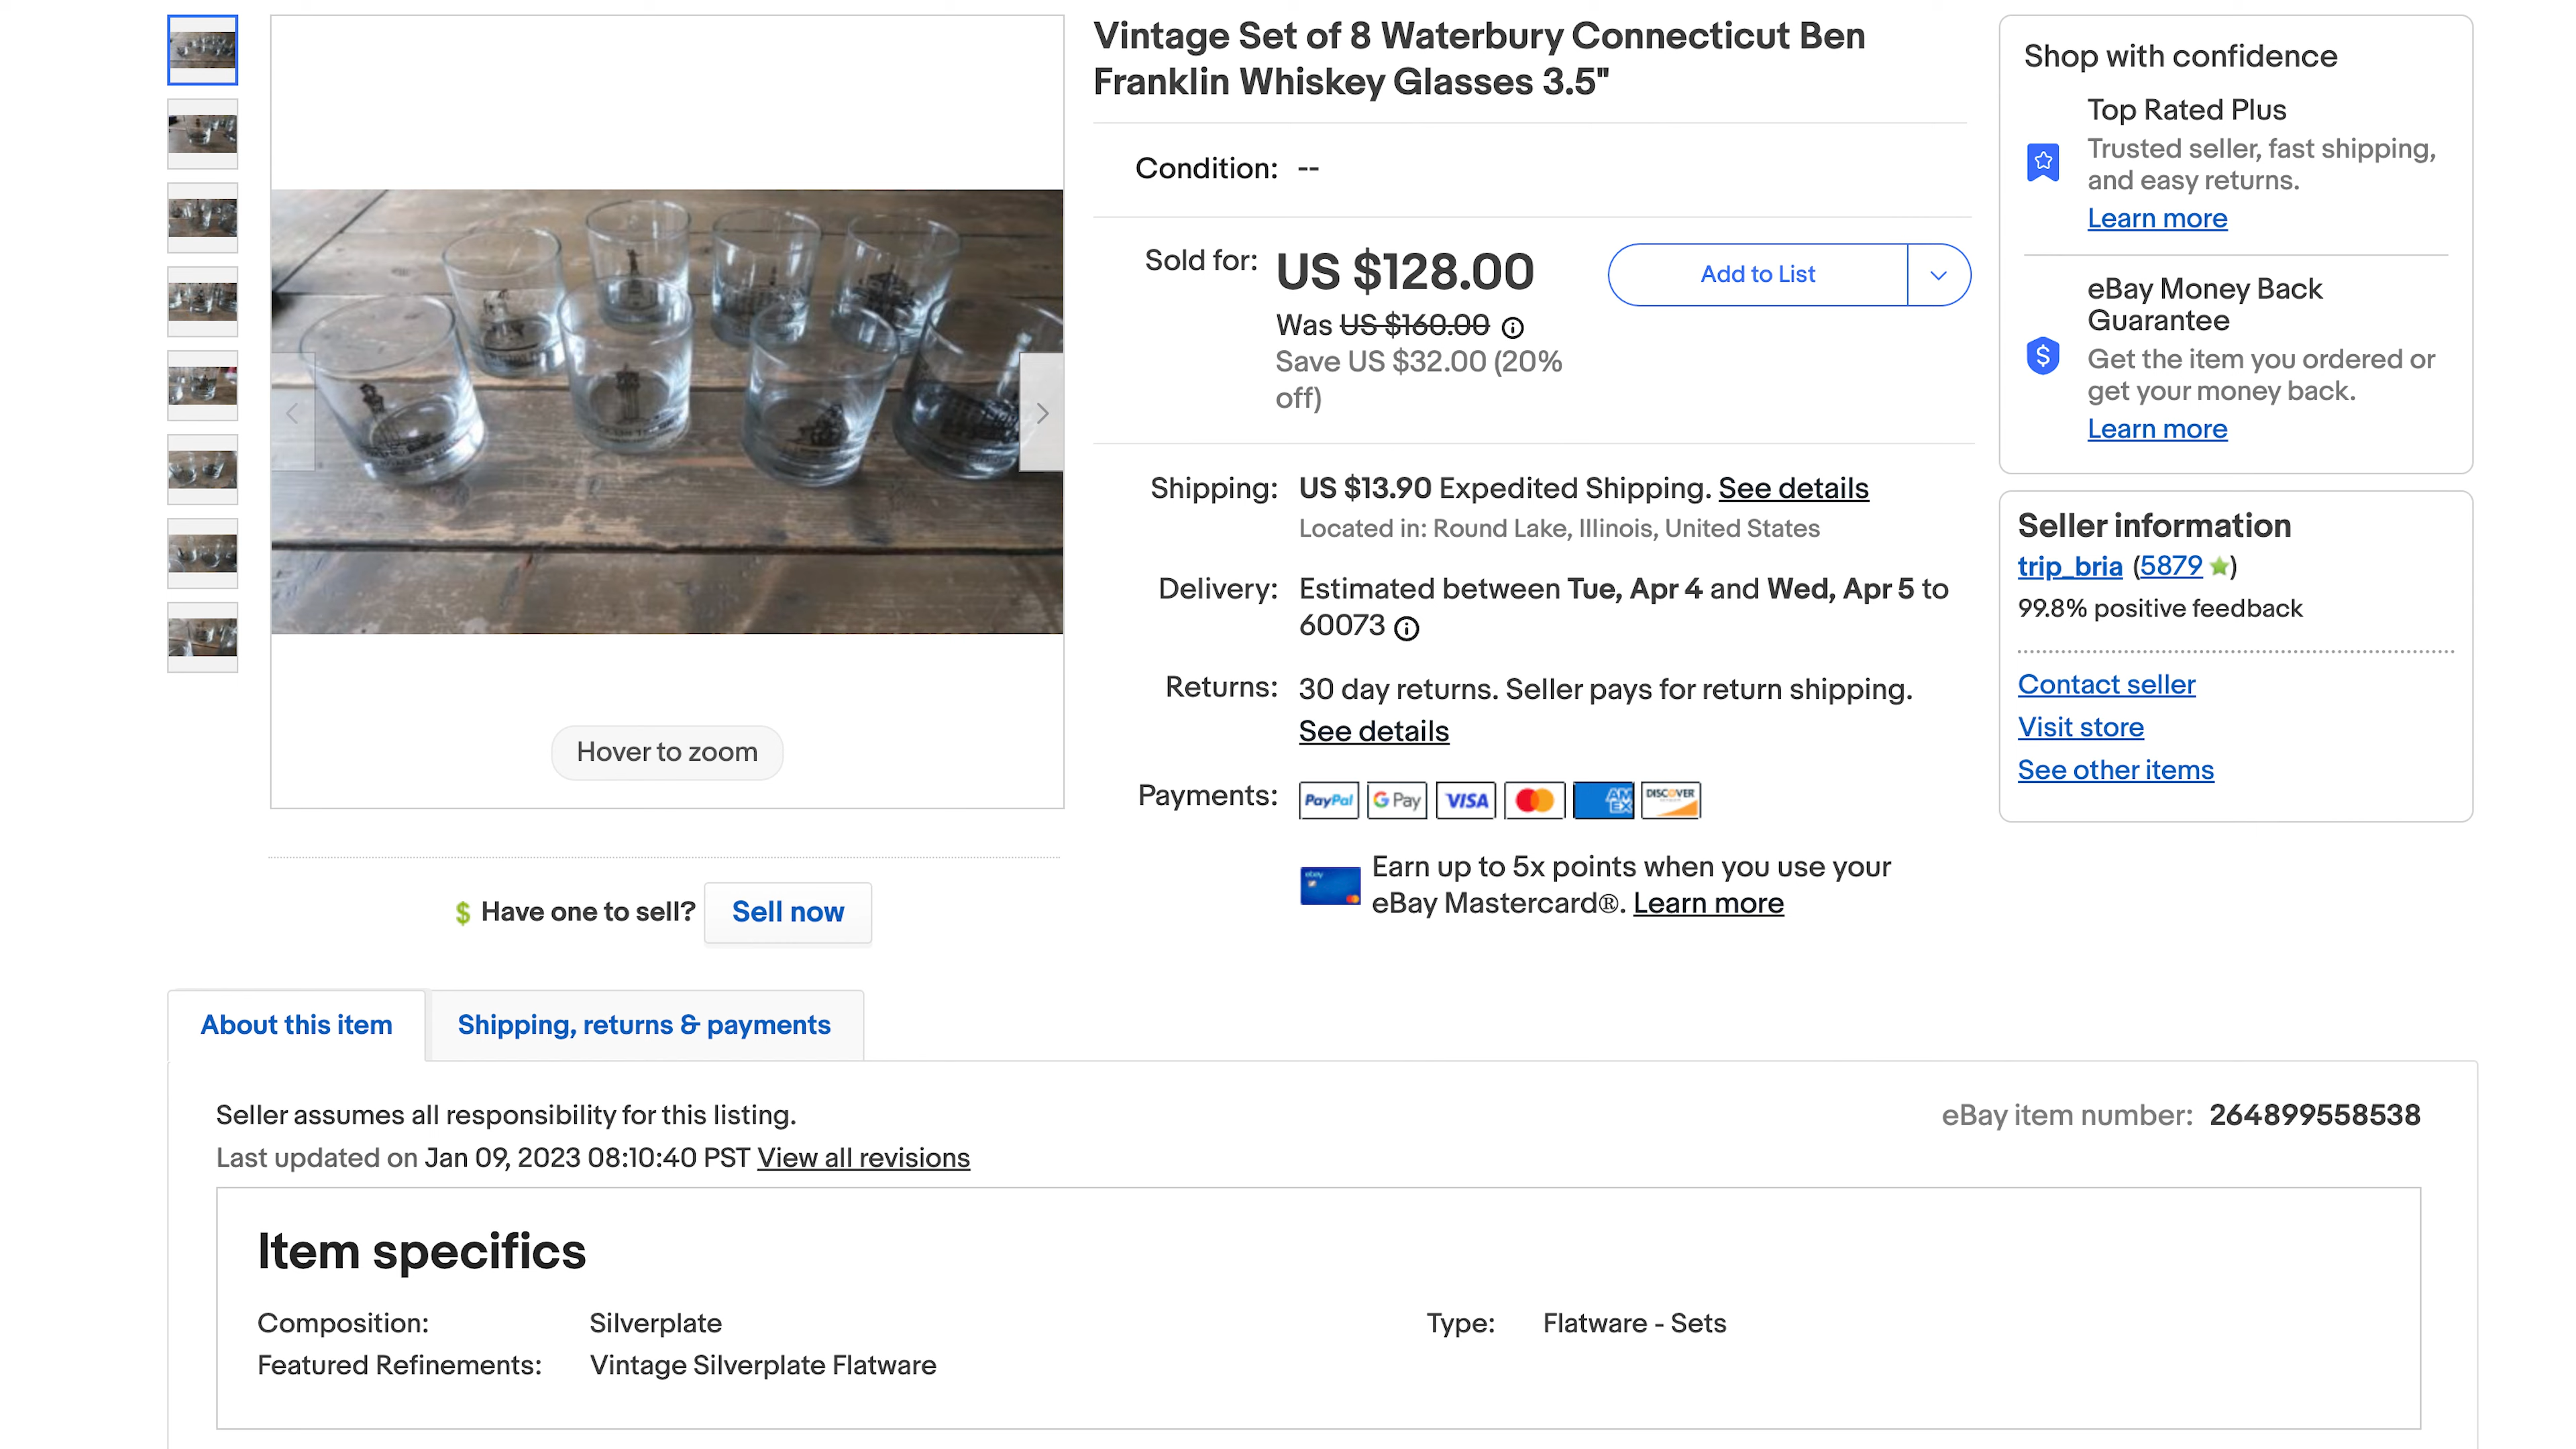 Vintage Set of 8 Waterbury Connecticut Ben
Franklin Whiskey Glasses 3.5"
Condition: --
Sold for: US $128.00
Add to List
Was US $160.00
Save US $32.00 (20%
off)
Shipping: US $13.90 Expedited Shipping. See details
Located in: Round Lake, Illinois, United States
Delivery: Estimated between Tue, Apr 4 and Wed, Apr 5 to
60073
Returns: 30 day returns. Seller pays for return shipping.
See details
Payments: PayPal G Pay VISA AMEX DISCOVER
ebay
Earn up to 5x points when you use your
eBay Mastercard®. Learn more
Shop with confidence
Top Rated Plus
Trusted seller, fast shipping,
and easy returns.
Learn more
eBay Money Back
Guarantee
$
Get the item you ordered or
get your money back.
Learn more
Seller information
trip_bria (5879)
99.8% positive feedback
Contact seller
Visit store
See other items
Hover to zoom
$ Have one to sell? Sell now
About this item
Shipping, returns & payments
Seller assumes all responsibility for this listing.
eBay item number: 264899558538
Last updated on Jan 09, 2023 08:10:40 PST View all revisions
Item specifics
Composition: Silverplate
Type: Flatware - Sets
Featured Refinements: Vintage Silverplate Flatware